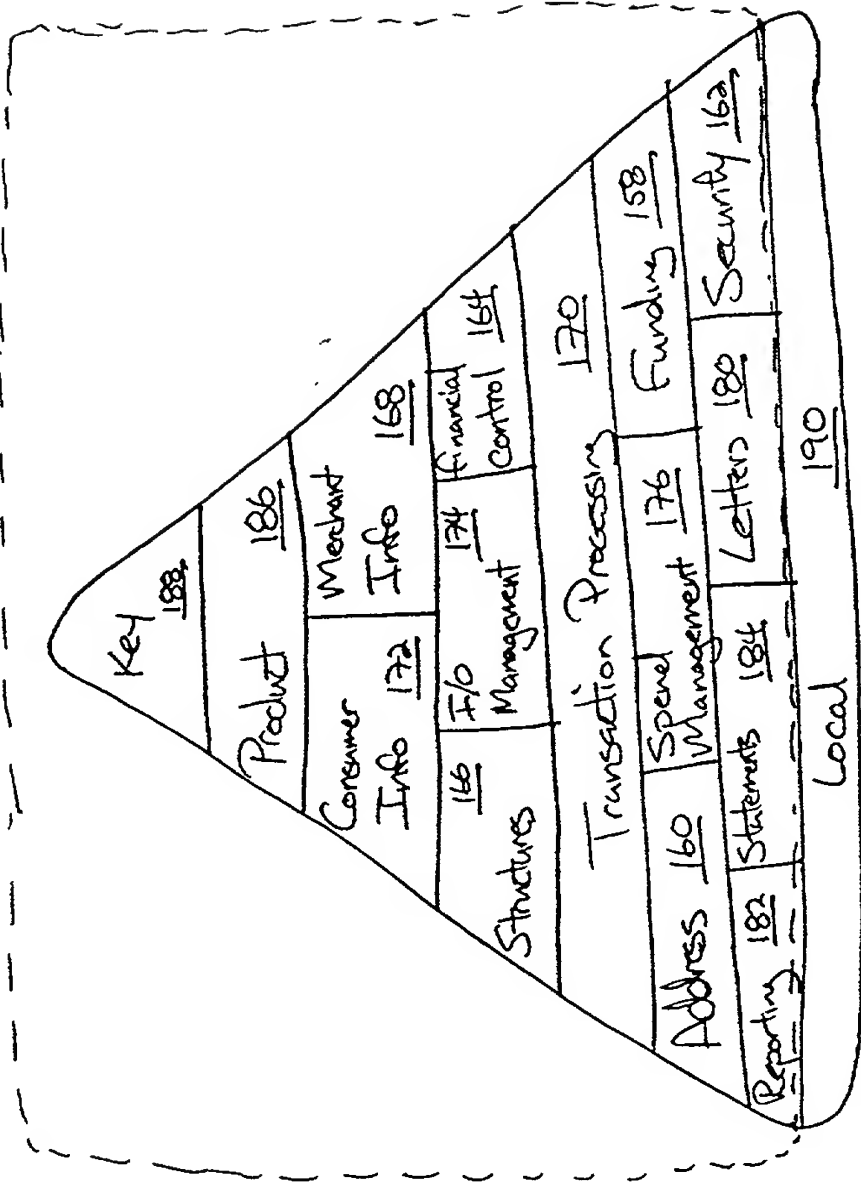 Key
188
Product 186
Consumer
Info 172
Merchant
Info 168
Structures 166
I/O 174
Management
financial
Control 164
Transaction Processing 170
Address 160
Spend
Management 176
Funding 158
Reporting 182
Statements 184
Letters 180
Security 162
Local 190